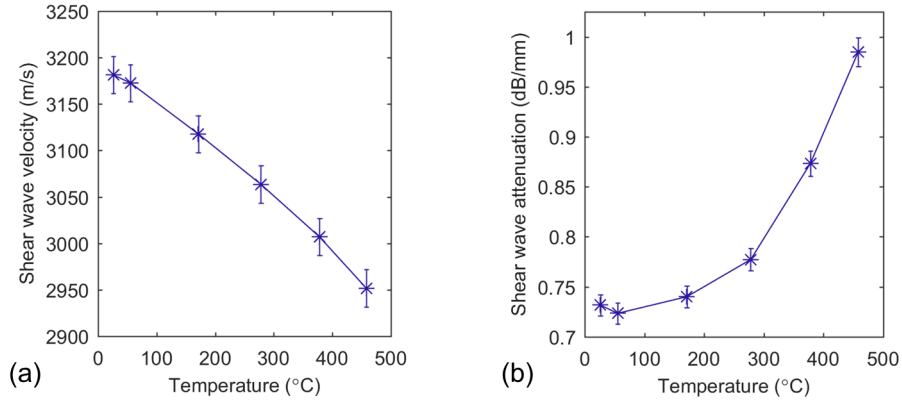 3250
3200
3150
3100
3050
3000
2950
2900
Shear wave velocity (m/s)
0 100 200 300 400 500
Temperature (°C)
(a)
1
0.95
0.9
0.85
0.8
0.75
0.7
Shear wave attenuation (dB/mm)
0 100 200 300 400 500
Temperature (°C)
(b)